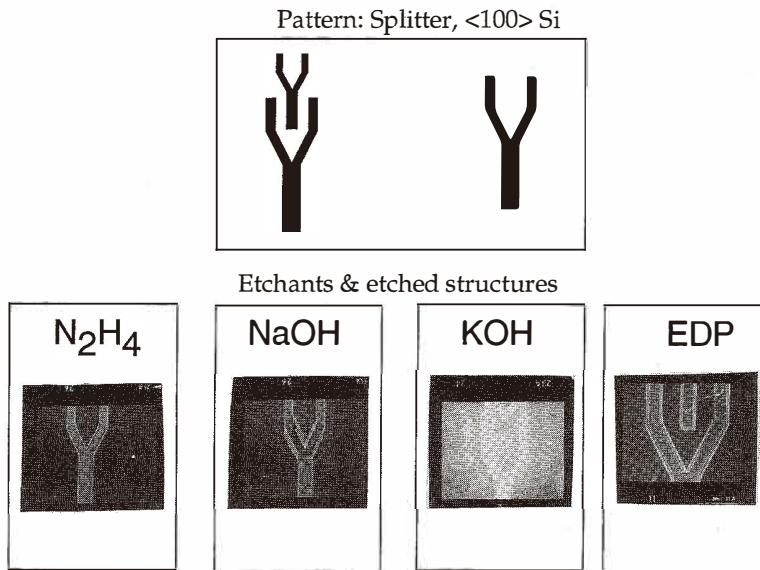 Pattern: Splitter, <100> Si
Etchants & etched structures
N₂H₄
NaOH
KOH
EDP